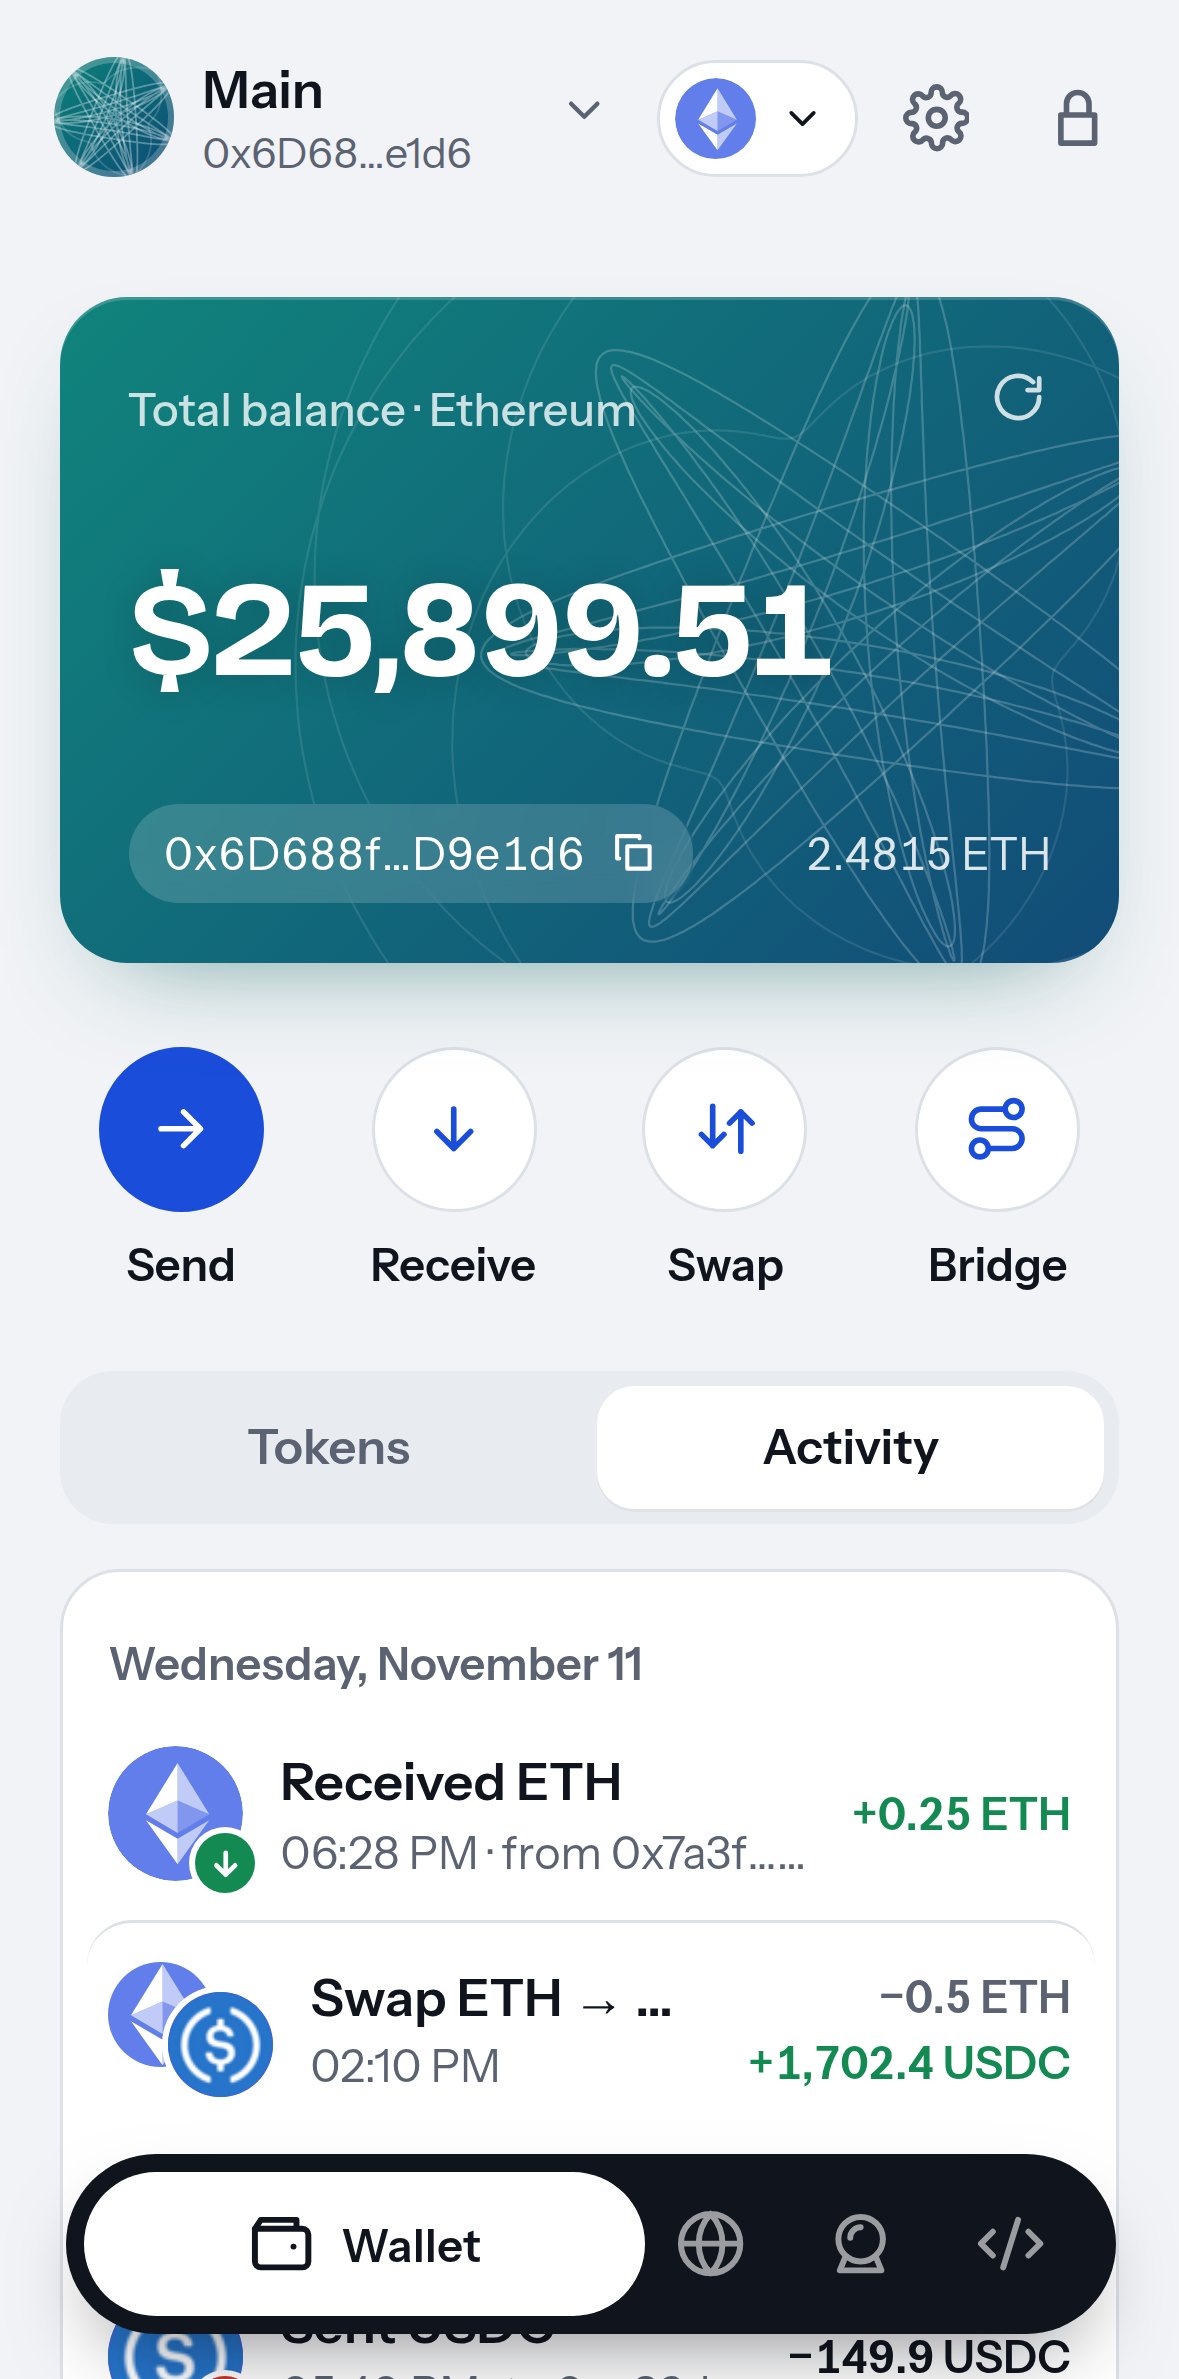 Main
0x6D68...e1d6
Total balance · Ethereum
$25,899.51
0x6D688f...D9e1d6
2.4815 ETH
Send
Receive
Swap
Bridge
Tokens
Activity
Wednesday, November 11
Received ETH
+0.25 ETH
06:28 PM · from 0x7a3f……
Swap ETH → ...
−0.5 ETH
02:10 PM
+1,702.4 USDC
Wallet
Sent USDC
−149.9 USDC